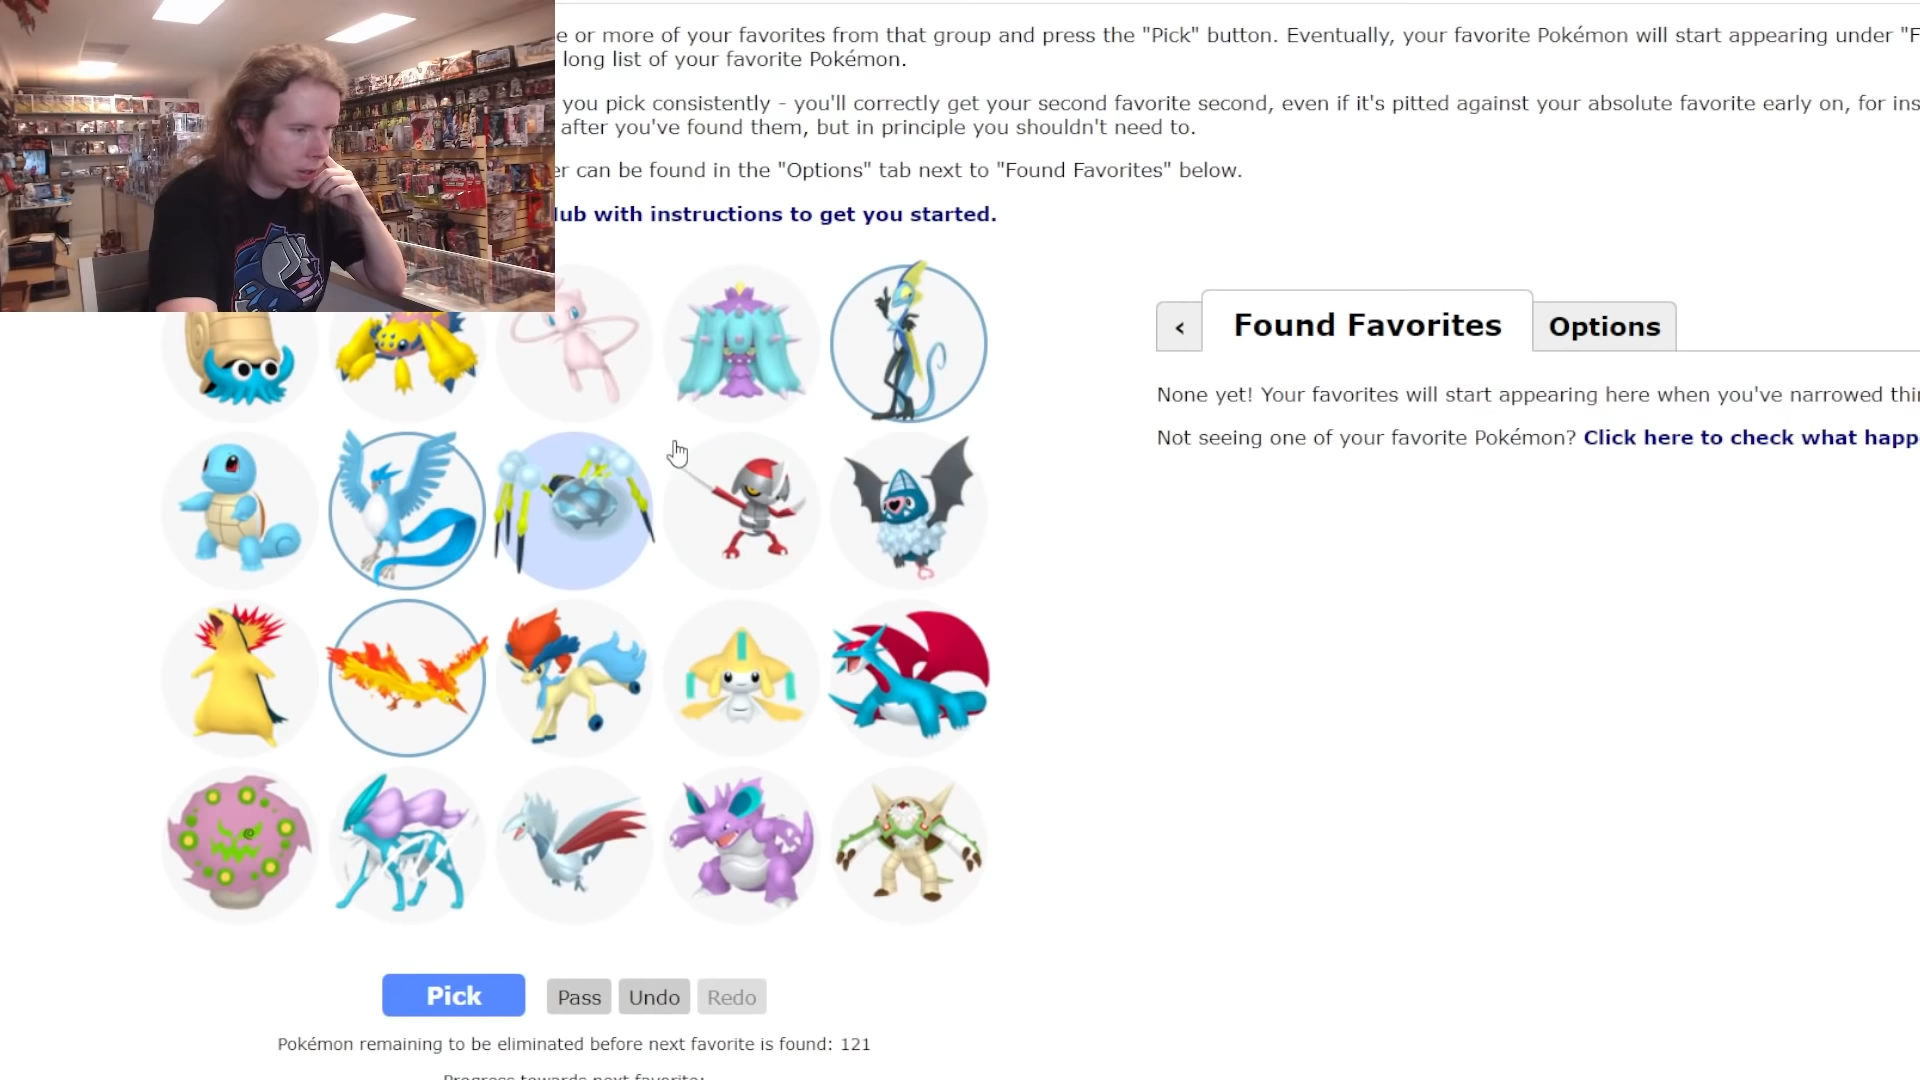 e or more of your favorites from that group and press the "Pick" button. Eventually, your favorite Pokémon will start appearing under "F
long list of your favorite Pokémon.
you pick consistently - you'll correctly get your second favorite second, even if it's pitted against your absolute favorite early on, for ins
after you've found them, but in principle you shouldn't need to.
er can be found in the "Options" tab next to "Found Favorites" below.
lub with instructions to get you started.
‹ Found Favorites Options
None yet! Your favorites will start appearing here when you've narrowed thin
Not seeing one of your favorite Pokémon? Click here to check what happ
Pick Pass Undo Redo
Pokémon remaining to be eliminated before next favorite is found: 121
Progress towards next favorite: